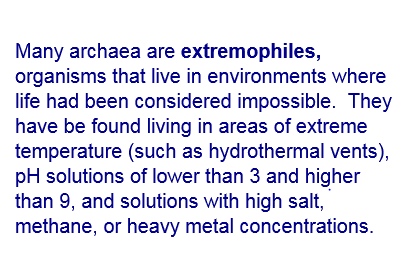 Many archaea are extremophiles,
organisms that live in environments where
life had been considered impossible.  They
have be found living in areas of extreme
temperature (such as hydrothermal vents),
pH solutions of lower than 3 and higher
than 9, and solutions with high salt,
methane, or heavy metal concentrations.